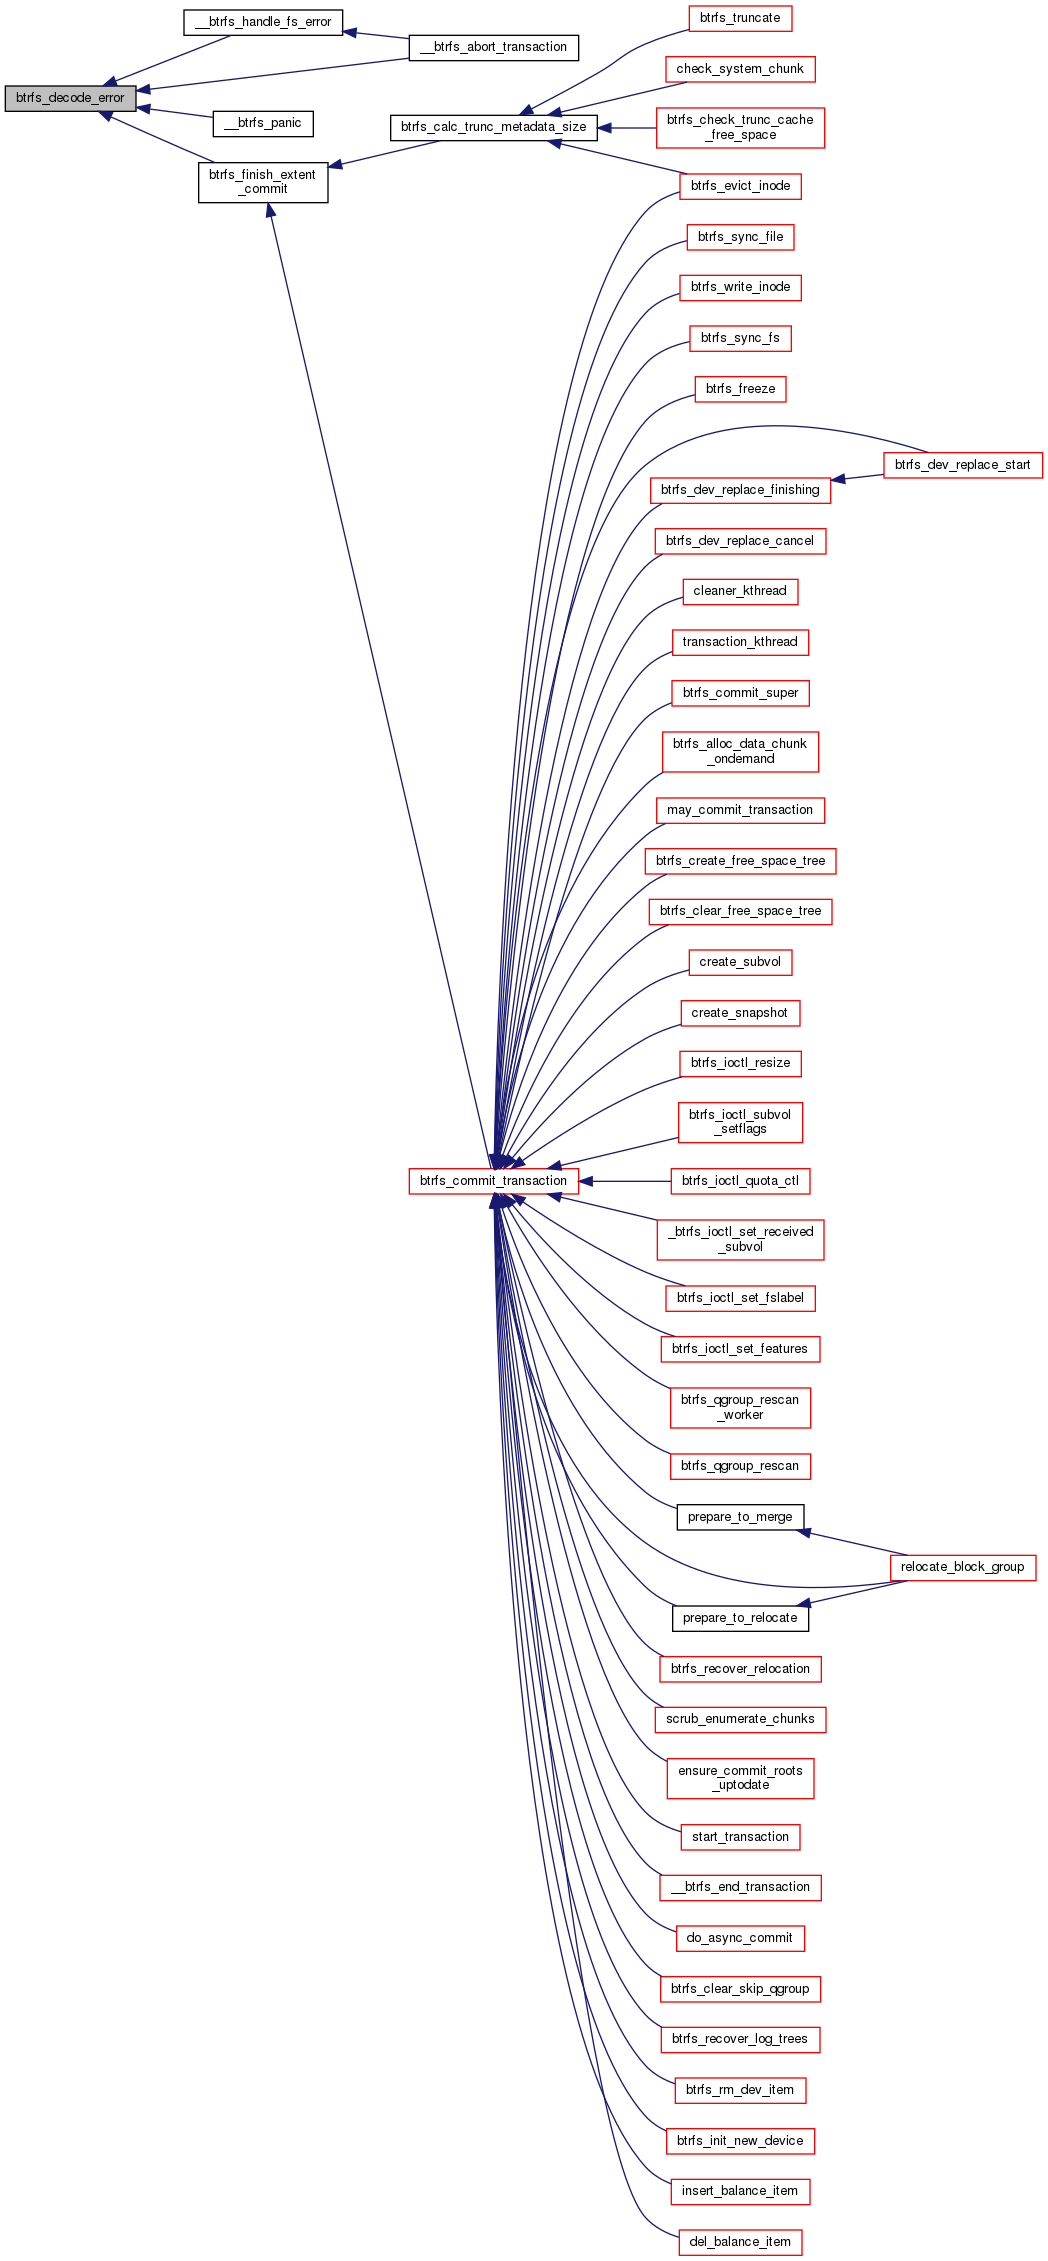 __btrfs_handle_fs_error
btrfs_truncate
__btrfs_abort_transaction
check_system_chunk
btrfs_decode_error
btrfs_check_trunc_cache
_free_space
__btrfs_panic
btrfs_calc_trunc_metadata_size
btrfs_finish_extent
_commit
btrfs_evict_inode
btrfs_sync_file
btrfs_write_inode
btrfs_sync_fs
btrfs_freeze
btrfs_dev_replace_start
btrfs_dev_replace_finishing
btrfs_dev_replace_cancel
cleaner_kthread
transaction_kthread
btrfs_commit_super
btrfs_alloc_data_chunk
_ondemand
may_commit_transaction
btrfs_create_free_space_tree
btrfs_clear_free_space_tree
create_subvol
create_snapshot
btrfs_ioctl_resize
btrfs_ioctl_subvol
_setflags
btrfs_commit_transaction
btrfs_ioctl_quota_ctl
_btrfs_ioctl_set_received
_subvol
btrfs_ioctl_set_fslabel
btrfs_ioctl_set_features
btrfs_qgroup_rescan
_worker
btrfs_qgroup_rescan
prepare_to_merge
relocate_block_group
prepare_to_relocate
btrfs_recover_relocation
scrub_enumerate_chunks
ensure_commit_roots
_uptodate
start_transaction
__btrfs_end_transaction
do_async_commit
btrfs_clear_skip_qgroup
btrfs_recover_log_trees
btrfs_rm_dev_item
btrfs_init_new_device
insert_balance_item
del_balance_item